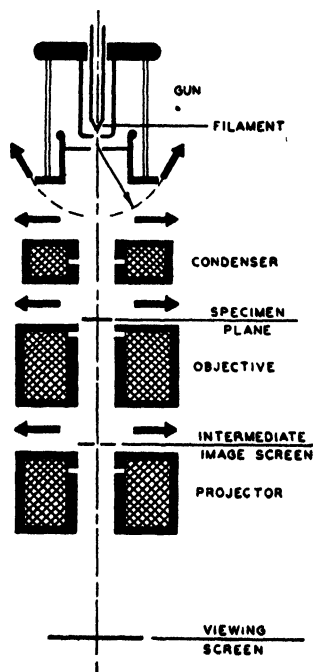 GUN
FILAMENT
CONDENSER
SPECIMEN
PLANE
OBJECTIVE
INTERMEDIATE
IMAGE SCREEN
PROJECTOR
VIEWING
SCREEN